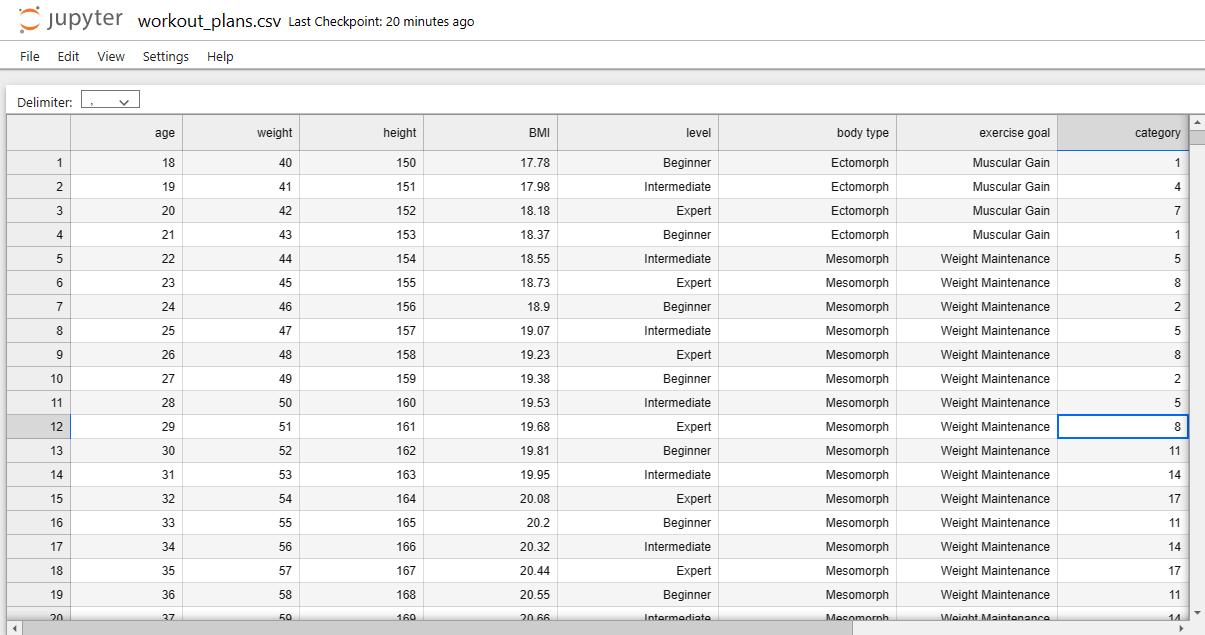 jupyter workout_plans.csv Last Checkpoint: 20 minutes ago
File Edit View Settings Help
Delimiter: ,
age weight height BMI level body type exercise goal category
1 18 40 150 17.78 Beginner Ectomorph Muscular Gain 1
2 19 41 151 17.98 Intermediate Ectomorph Muscular Gain 4
3 20 42 152 18.18 Expert Ectomorph Muscular Gain 7
4 21 43 153 18.37 Beginner Ectomorph Muscular Gain 1
5 22 44 154 18.55 Intermediate Mesomorph Weight Maintenance 5
6 23 45 155 18.73 Expert Mesomorph Weight Maintenance 8
7 24 46 156 18.9 Beginner Mesomorph Weight Maintenance 2
8 25 47 157 19.07 Intermediate Mesomorph Weight Maintenance 5
9 26 48 158 19.23 Expert Mesomorph Weight Maintenance 8
10 27 49 159 19.38 Beginner Mesomorph Weight Maintenance 2
11 28 50 160 19.53 Intermediate Mesomorph Weight Maintenance 5
12 29 51 161 19.68 Expert Mesomorph Weight Maintenance 8
13 30 52 162 19.81 Beginner Mesomorph Weight Maintenance 11
14 31 53 163 19.95 Intermediate Mesomorph Weight Maintenance 14
15 32 54 164 20.08 Expert Mesomorph Weight Maintenance 17
16 33 55 165 20.2 Beginner Mesomorph Weight Maintenance 11
17 34 56 166 20.32 Intermediate Mesomorph Weight Maintenance 14
18 35 57 167 20.44 Expert Mesomorph Weight Maintenance 17
19 36 58 168 20.55 Beginner Mesomorph Weight Maintenance 11
20 37 59 169 20.66 Intermediate Mesomorph Weight Maintenance 14